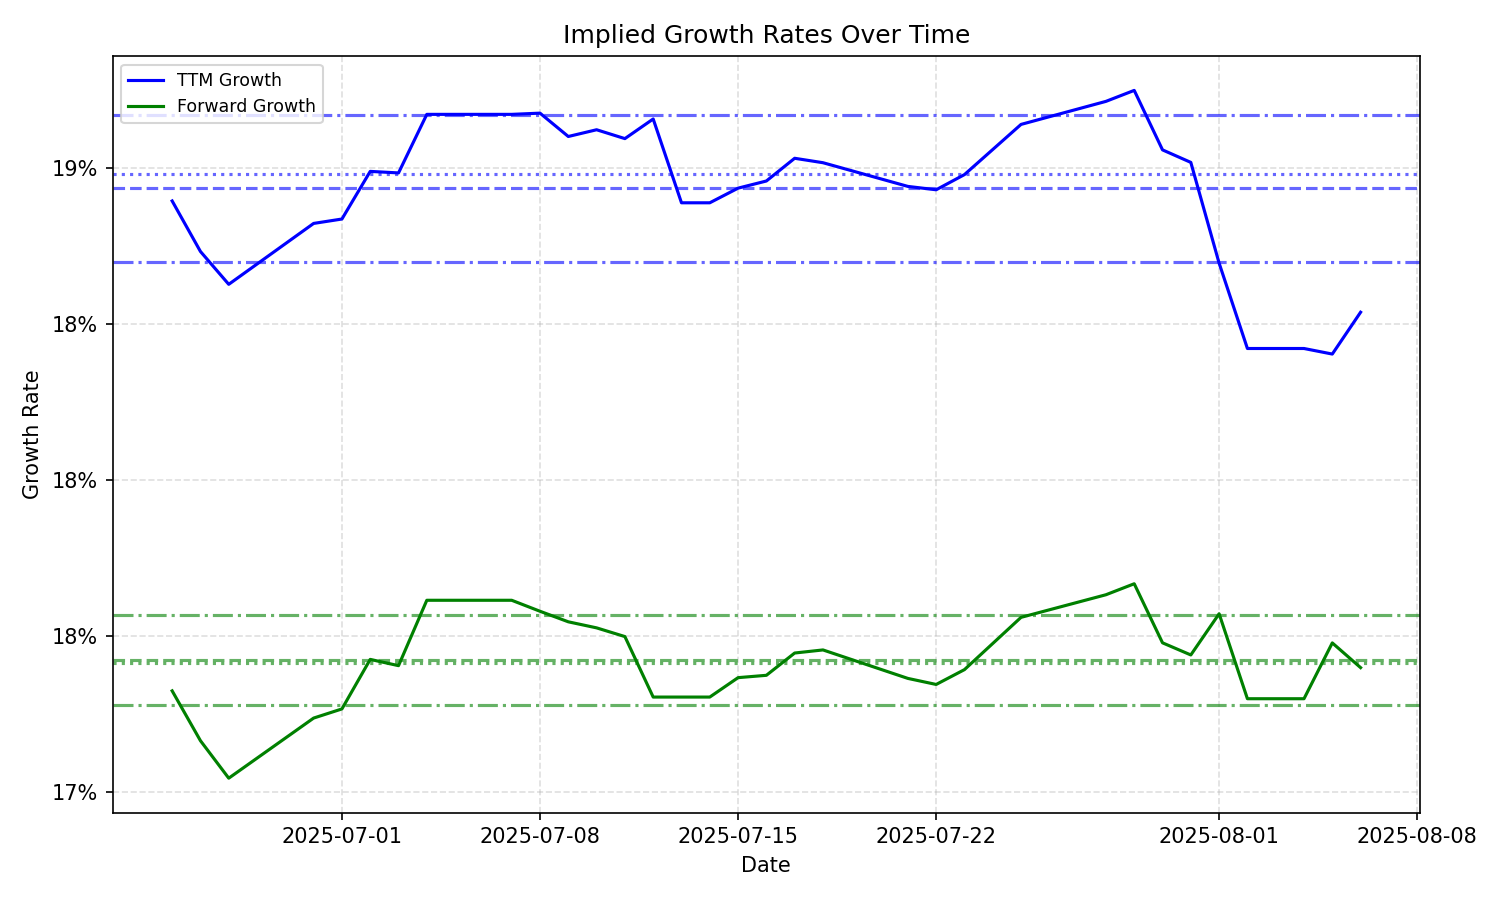 Implied Growth Rates Over Time
TTM Growth
Forward Growth
19%
18%
18%
18%
17%
Growth Rate
2025-07-01
2025-07-08
2025-07-15
2025-07-22
2025-08-01
2025-08-08
Date